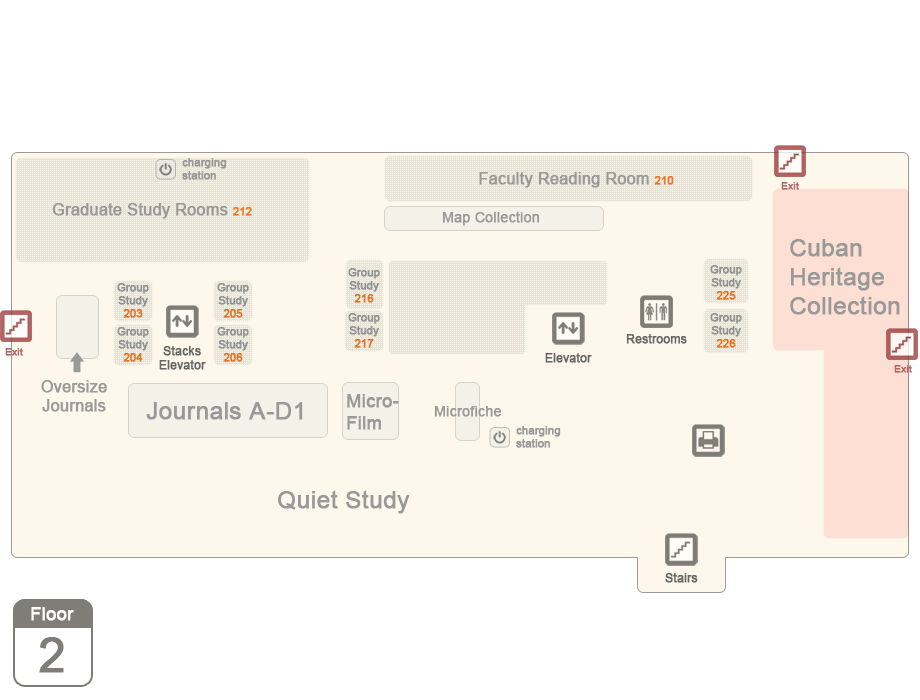 charging
station
Graduate Study Rooms 212
Faculty Reading Room 210
Map Collection
Exit
Cuban
Heritage
Collection
Group
Study
203
Group
Study
204
Group
Study
205
Group
Study
206
Stacks
Elevator
Group
Study
216
Group
Study
217
Elevator
Restrooms
Group
Study
225
Group
Study
226
Exit
Exit
Oversize
Journals
Journals A-D1
Micro-
Film
Microfiche
charging
station
Quiet Study
Stairs
Floor
2